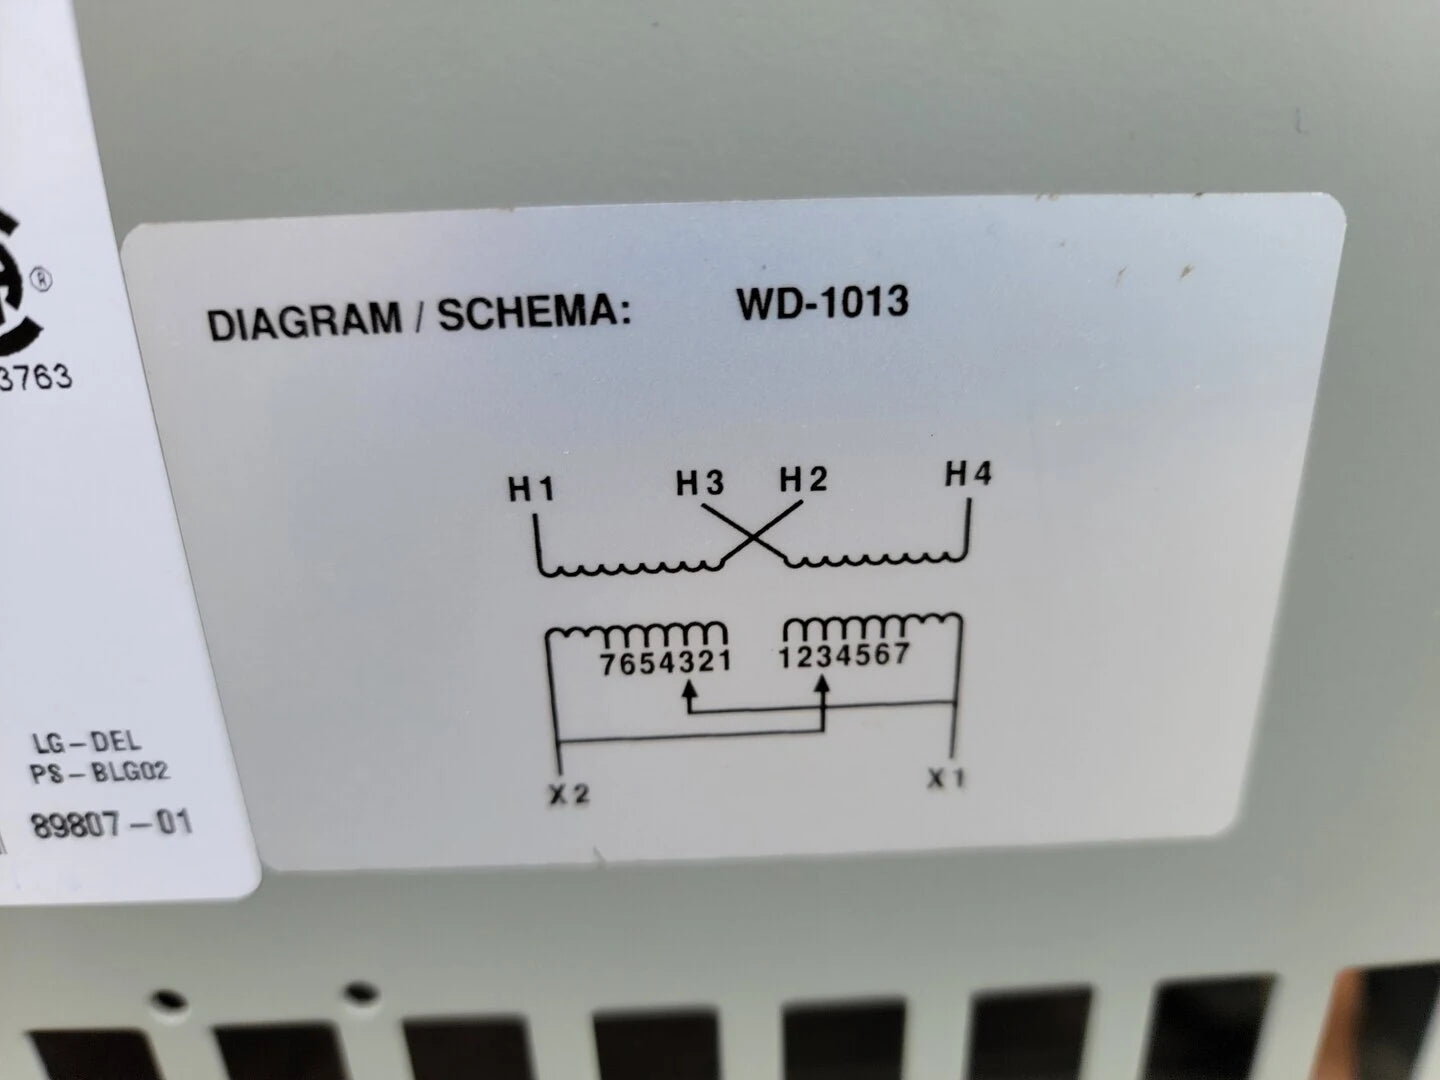 ®
3763
LG-DEL
PS-BLG02
89807-01
DIAGRAM / SCHEMA: WD-1013
H1 H3 H2 H4
7654321 1234567
X2 X1